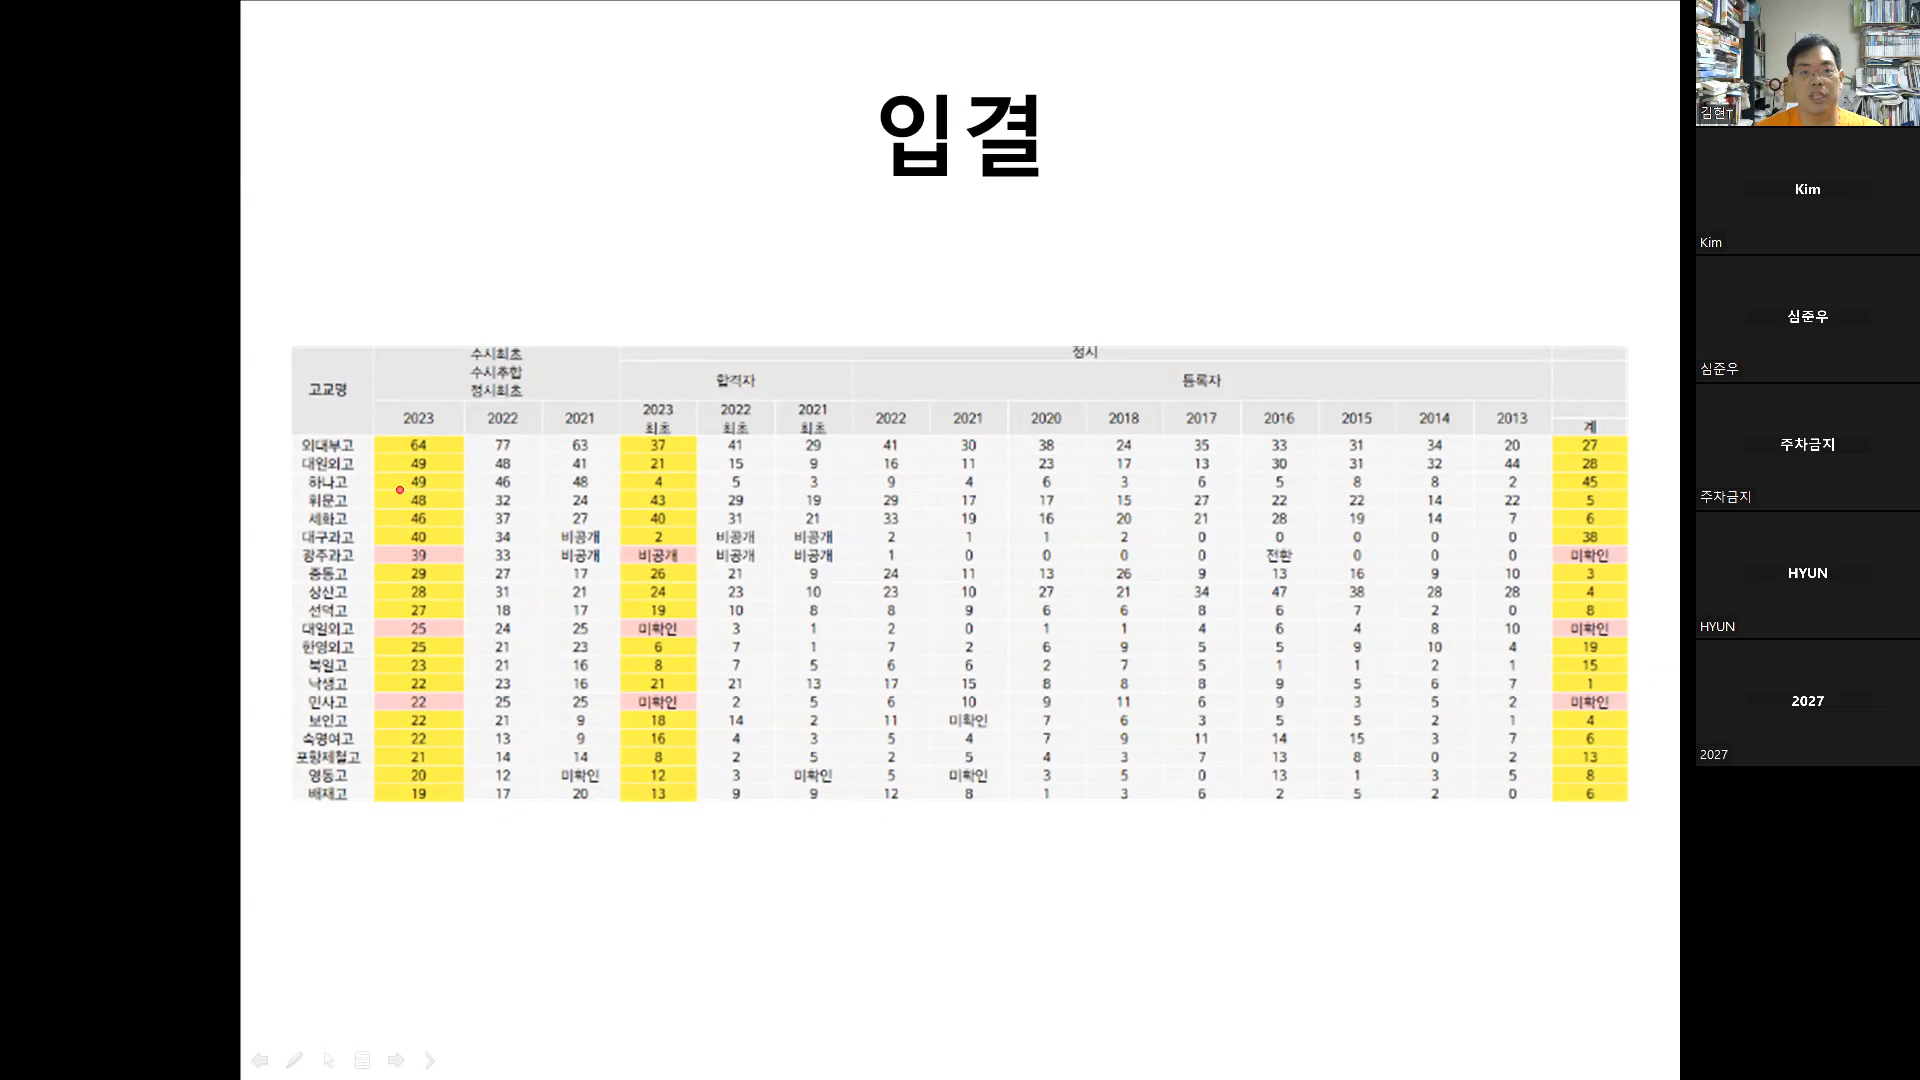 입결
고교명 수시최초 수시추합 정시최초 정시
합격자 등록자
2023 2022 2021 2023 최초 2022 최초 2021 최초 2022 2021 2020 2018 2017 2016 2015 2014 2013 계
외대부고 64 77 63 37 41 29 41 30 38 24 35 33 31 34 20 27
대원외고 49 48 41 21 15 9 16 11 23 17 13 30 31 32 44 28
하나고 49 46 48 4 5 3 9 4 6 3 6 5 8 8 2 45
휘문고 48 32 24 43 29 19 29 17 17 15 27 22 22 14 22 5
세화고 46 37 27 40 31 21 33 19 16 20 21 28 19 14 7 6
대구과고 40 34 비공개 2 비공개 비공개 2 1 1 2 0 0 0 0 0 38
광주과고 39 33 비공개 비공개 비공개 비공개 1 0 0 0 0 전환 0 0 0 미확인
중동고 29 27 17 26 21 9 24 11 13 26 9 13 16 9 10 3
상산고 28 31 21 24 23 10 23 10 27 21 34 47 38 28 28 4
선덕고 27 18 17 19 10 8 8 9 6 6 8 6 7 2 0 8
대일외고 25 24 25 미확인 3 1 2 0 1 1 4 6 4 8 10 미확인
한영외고 25 21 23 6 7 1 7 2 6 9 5 5 9 10 4 19
북일고 23 21 16 8 7 5 6 6 2 7 5 1 1 2 1 15
낙생고 22 23 16 21 21 13 17 15 8 8 8 9 5 6 7 1
민사고 22 25 25 미확인 2 5 6 10 9 11 6 9 3 5 2 미확인
보인고 22 21 9 18 14 2 11 미확인 7 6 3 5 5 2 1 4
숙명여고 22 13 9 16 4 3 5 4 7 9 11 14 15 3 7 6
포항제철고 21 14 14 8 2 5 2 5 4 3 7 13 8 0 2 13
영동고 20 12 미확인 12 3 미확인 5 미확인 3 5 0 13 1 3 5 8
배재고 19 17 20 13 9 9 12 8 1 3 6 2 5 2 0 6
김현T
Kim
Kim
심준우
심준우
주차금지
주차금지
HYUN
HYUN
2027
2027